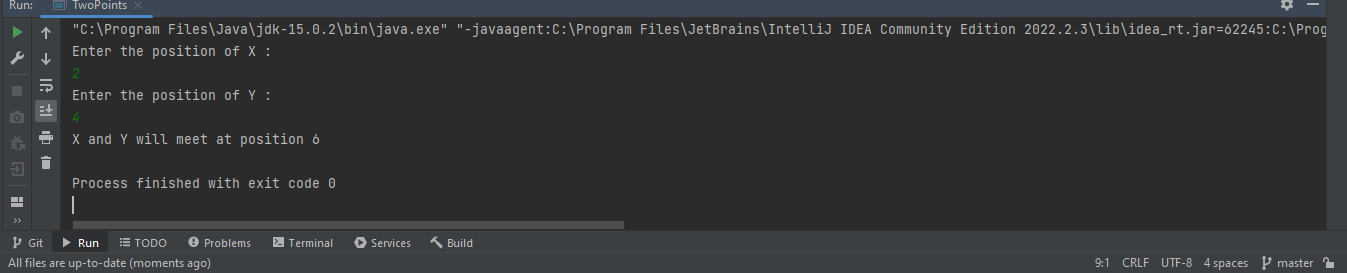 Run: TwoPoints ×
"C:\Program Files\Java\jdk-15.0.2\bin\java.exe" "-javaagent:C:\Program Files\JetBrains\IntelliJ IDEA Community Edition 2022.2.3\lib\idea_rt.jar=62245:C:\Prog
Enter the position of X :
2
Enter the position of Y :
4
X and Y will meet at position 6
Process finished with exit code 0
Git Run TODO Problems Terminal Services Build
All files are up-to-date (moments ago) 9:1 CRLF UTF-8 4 spaces master